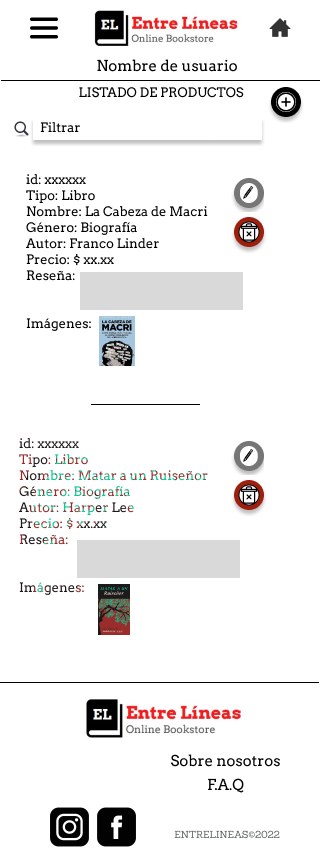 EL Entre Líneas
Online Bookstore
Nombre de usuario
LISTADO DE PRODUCTOS
Filtrar
id: xxxxxx
Tipo: Libro
Nombre: La Cabeza de Macri
Género: Biografía
Autor: Franco Linder
Precio: $ xx.xx
Reseña:
Imágenes:
LA CABEZA DE
MACRI
id: xxxxxx
Tipo: Libro
Nombre: Matar a un Ruiseñor
Género: Biografía
Autor: Harper Lee
Precio: $ xx.xx
Reseña:
Imágenes:
MATAR A UN
Ruiseñor
HARPER LEE
EL Entre Líneas
Online Bookstore
Sobre nosotros
F.A.Q
ENTRELINEAS©2022